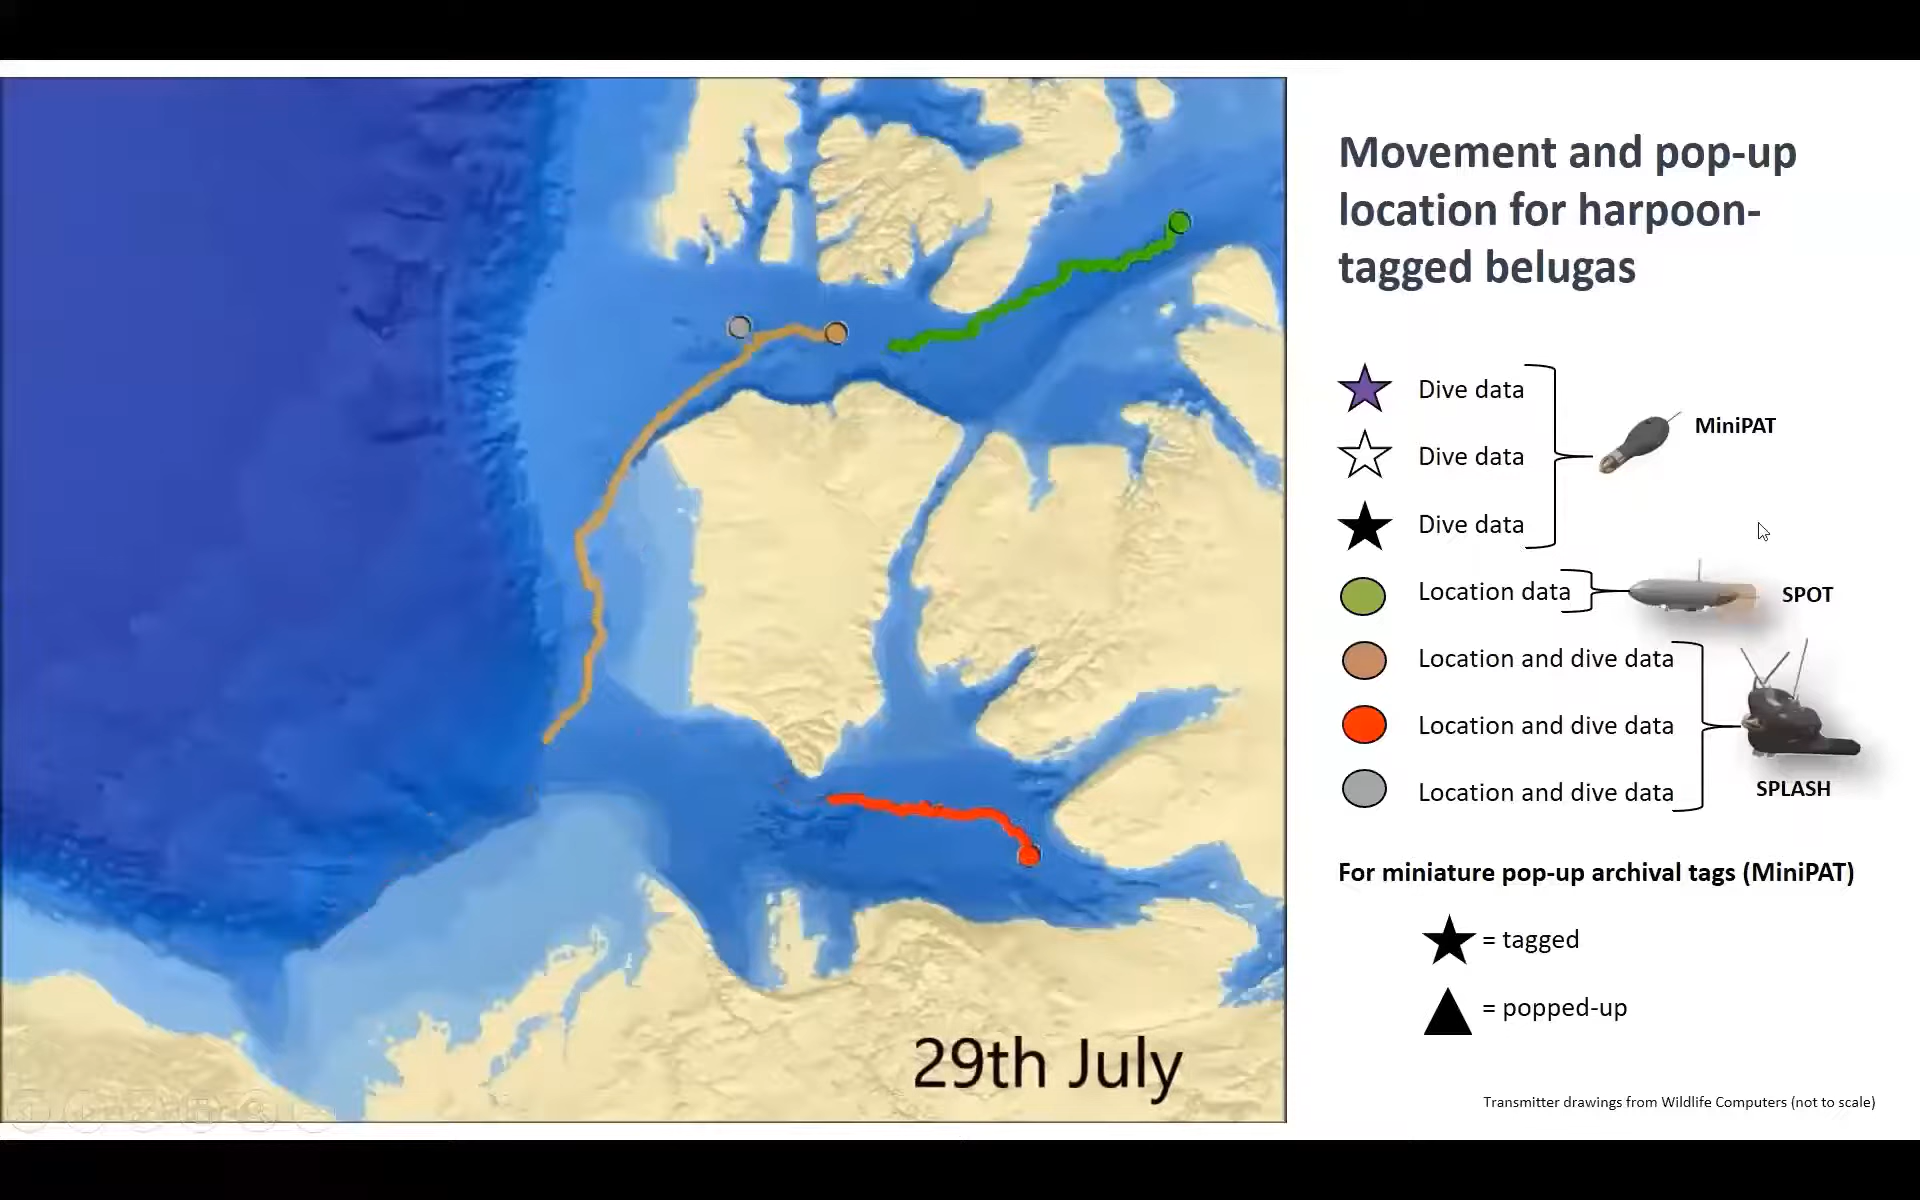 Movement and pop-up
location for harpoon-
tagged belugas
Dive data
MiniPAT
Dive data
Dive data
Location data
SPOT
Location and dive data
Location and dive data
SPLASH
Location and dive data
For miniature pop-up archival tags (MiniPAT)
= tagged
= popped-up
29th July
Transmitter drawings from Wildlife Computers (not to scale)